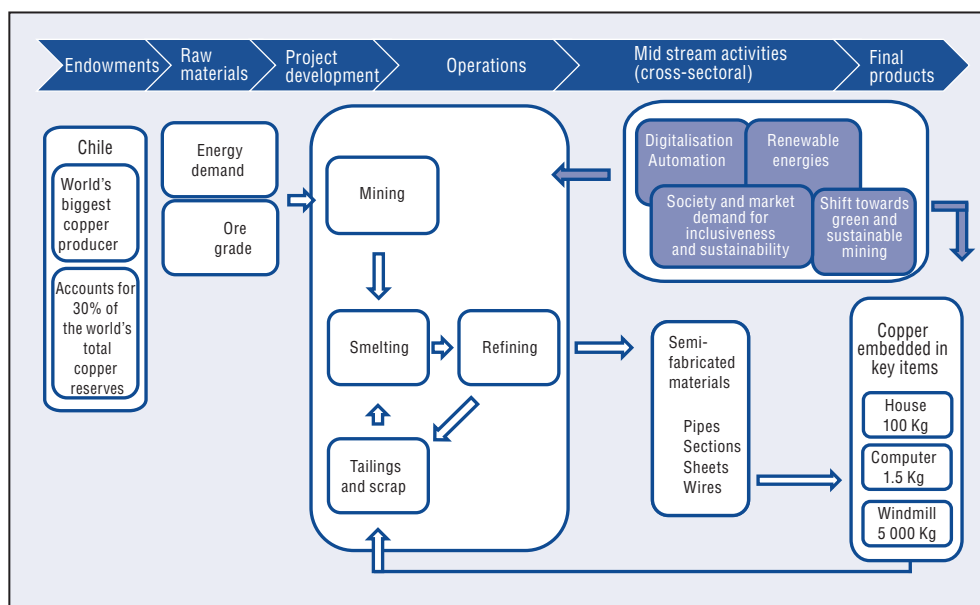 Endowments
Raw
materials
Project
development
Operations
Mid stream activities
(cross-sectoral)
Final
products
Chile
World's
biggest
copper
producer
Accounts for
30% of
the world's
total
copper
reserves
Energy
demand
Ore
grade
Mining
Smelting
Refining
Tailings
and scrap
Digitalisation
Automation
Renewable
energies
Society and market
demand for
inclusiveness
and sustainability
Shift towards
green and
sustainable
mining
Semi-
fabricated
materials
Pipes
Sections
Sheets
Wires
Copper
embedded in
key items
House
100 Kg
Computer
1.5 Kg
Windmill
5 000 Kg